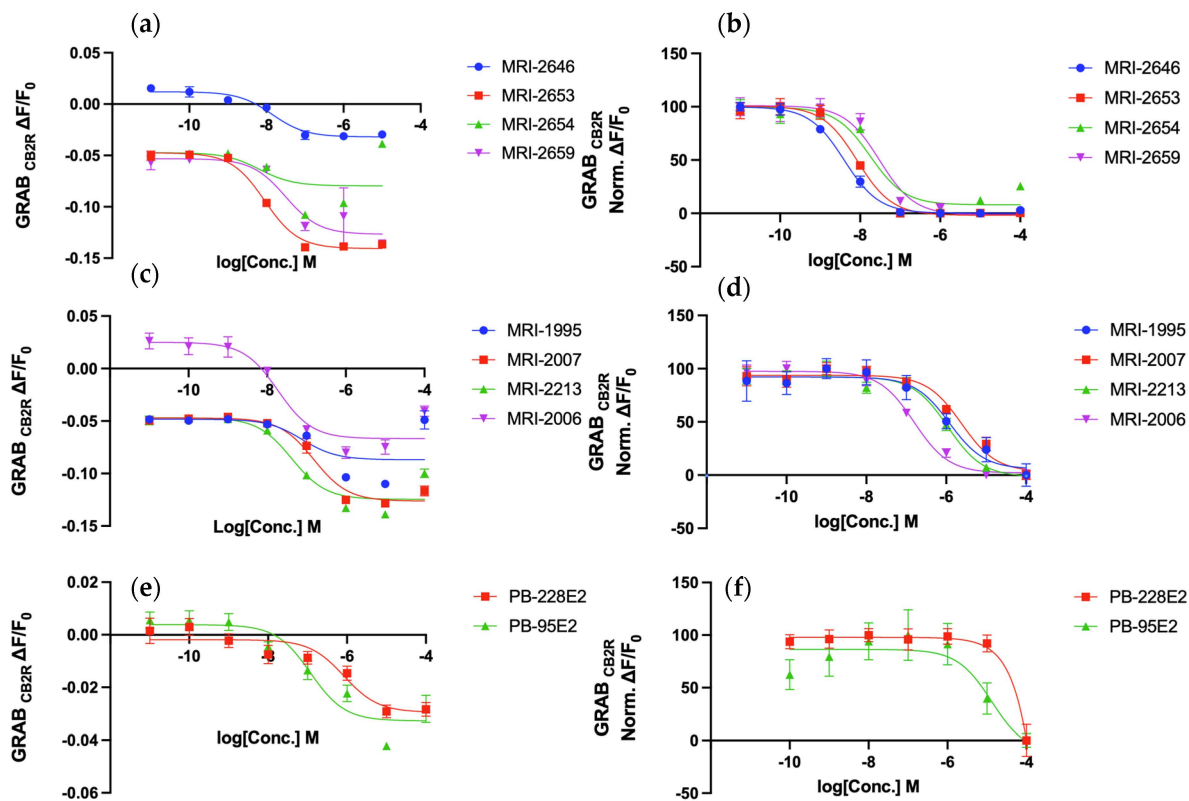 (a)
GRAB CB2R ΔF/F0
0.05
0.00
-0.05
-0.10
-0.15
-10
-8
-6
-4
log[Conc.] M
MRI-2646
MRI-2653
MRI-2654
MRI-2659
(b)
GRAB CB2R
Norm. ΔF/F0
150
100
50
0
-50
-10
-8
-6
-4
log[Conc.] M
MRI-2646
MRI-2653
MRI-2654
MRI-2659
(c)
GRAB CB2R ΔF/F0
0.05
0.00
-0.05
-0.10
-0.15
-10
-8
-6
-4
Log[Conc.] M
MRI-1995
MRI-2007
MRI-2213
MRI-2006
(d)
GRAB CB2R
Norm. ΔF/F0
150
100
50
0
-50
-10
-8
-6
-4
log[Conc.] M
MRI-1995
MRI-2007
MRI-2213
MRI-2006
(e)
GRAB CB2R ΔF/F0
0.02
0.00
-0.02
-0.04
-0.06
-10
-8
-6
-4
log[Conc.] M
PB-228E2
PB-95E2
(f)
GRAB CB2R
Norm. ΔF/F0
150
100
50
0
-50
-10
-8
-6
-4
log[Conc.] M
PB-228E2
PB-95E2